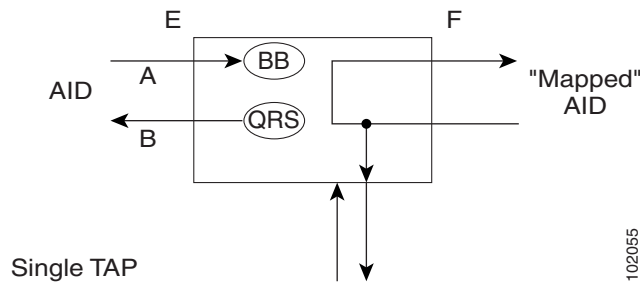 E
F
A
BB
AID
"Mapped"
AID
QRS
B
Single TAP
102055